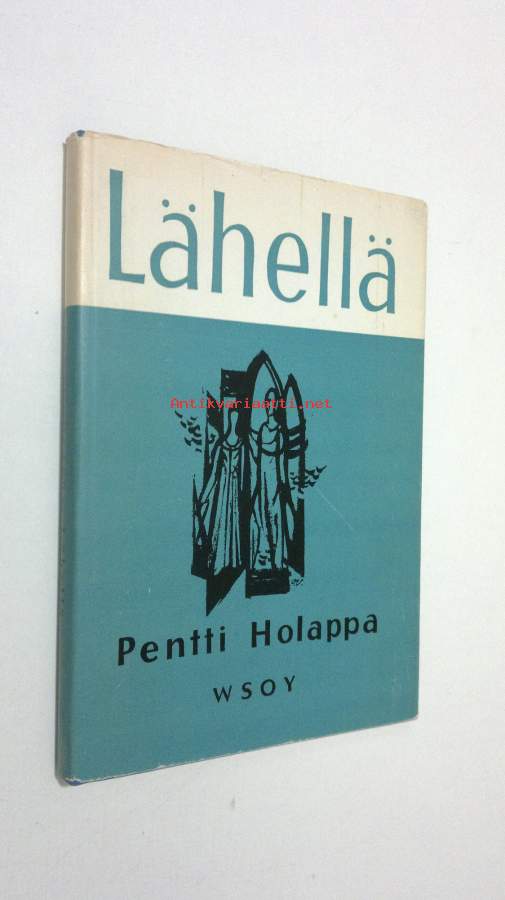 Lähellä
Antikvariaatti.net
Pentti Holappa
WSOY